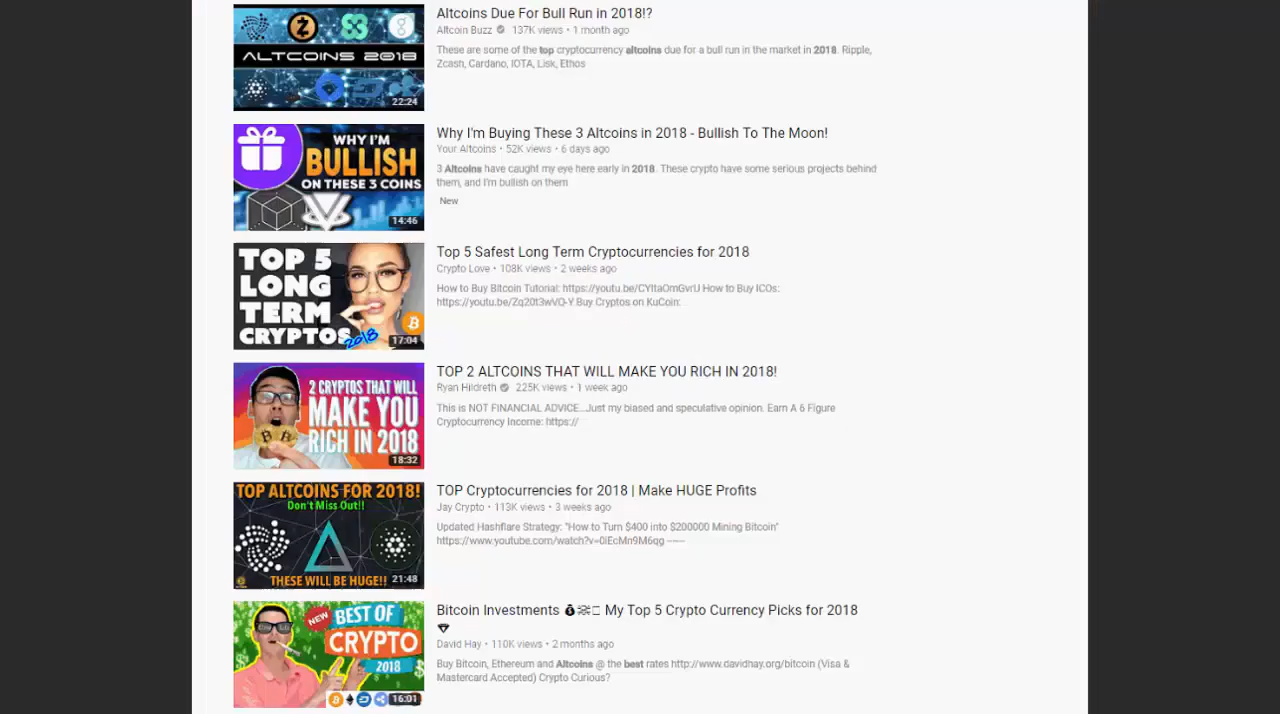 Altcoins Due For Bull Run in 2018!?
Altcoin Buzz 137K views • 1 month ago
These are some of the top cryptocurrency altcoins due for a bull run in the market in 2018. Ripple,
Zcash, Cardano, IOTA, Lisk, Ethos
ALTCOINS 2018
22:24
Why I'm Buying These 3 Altcoins in 2018 - Bullish To The Moon!
Your Altcoins • 52K views • 6 days ago
3 Altcoins have caught my eye here early in 2018. These crypto have some serious projects behind
them, and I'm bullish on them
New
WHY I'M
BULLISH
ON THESE 3 COINS
14:46
Top 5 Safest Long Term Cryptocurrencies for 2018
Crypto Love • 108K views • 2 weeks ago
How to Buy Bitcoin Tutorial: https://youtu.be/CYItaOmGvrU How to Buy ICOs:
https://youtu.be/Zq20t3wVO-Y Buy Cryptos on KuCoin:
TOP 5
LONG
TERM
CRYPTOS
2018
17:04
TOP 2 ALTCOINS THAT WILL MAKE YOU RICH IN 2018!
Ryan Hildreth 225K views • 1 week ago
This is NOT FINANCIAL ADVICE...Just my biased and speculative opinion. Earn A 6 Figure
Cryptocurrency Income: https://
2 CRYPTOS THAT WILL
MAKE YOU
RICH IN 2018
18:32
TOP Cryptocurrencies for 2018 | Make HUGE Profits
Jay Crypto • 113K views • 3 weeks ago
Updated Hashflare Strategy: "How to Turn $400 into $200000 Mining Bitcoin"
https://www.youtube.com/watch?v=0iEcMn9M6qg -----
TOP ALTCOINS FOR 2018!
Don't Miss Out!!
THESE WILL BE HUGE!!
21:48
Bitcoin Investments 💰 My Top 5 Crypto Currency Picks for 2018
David Hay • 110K views • 2 months ago
Buy Bitcoin, Ethereum and Altcoins @ the best rates http://www.davidhay.org/bitcoin (Visa &
Mastercard Accepted) Crypto Curious?
NEW
BEST OF
CRYPTO
2018
16:01